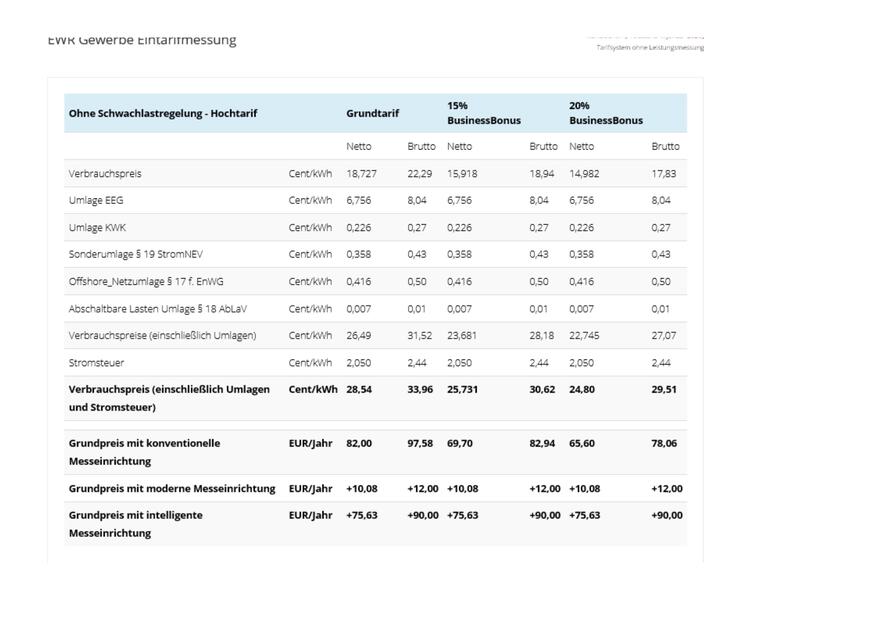 EWR Gewerbe Eintarifmessung
Tarifsystem ohne Leistungsmessung
Ohne Schwachlastregelung - Hochtarif Grundtarif 15% BusinessBonus 20% BusinessBonus
Netto Brutto Netto Brutto Netto Brutto
Verbrauchspreis Cent/kWh 18,727 22,29 15,918 18,94 14,982 17,83
Umlage EEG Cent/kWh 6,756 8,04 6,756 8,04 6,756 8,04
Umlage KWK Cent/kWh 0,226 0,27 0,226 0,27 0,226 0,27
Sonderumlage § 19 StromNEV Cent/kWh 0,358 0,43 0,358 0,43 0,358 0,43
Offshore_Netzumlage § 17 f. EnWG Cent/kWh 0,416 0,50 0,416 0,50 0,416 0,50
Abschaltbare Lasten Umlage § 18 AbLaV Cent/kWh 0,007 0,01 0,007 0,01 0,007 0,01
Verbrauchspreise (einschließlich Umlagen) Cent/kWh 26,49 31,52 23,681 28,18 22,745 27,07
Stromsteuer Cent/kWh 2,050 2,44 2,050 2,44 2,050 2,44
Verbrauchspreis (einschließlich Umlagen Cent/kWh 28,54 33,96 25,731 30,62 24,80 29,51
und Stromsteuer)
Grundpreis mit konventionelle EUR/Jahr 82,00 97,58 69,70 82,94 65,60 78,06
Messeinrichtung
Grundpreis mit moderne Messeinrichtung EUR/Jahr +10,08 +12,00 +10,08 +12,00 +10,08 +12,00
Grundpreis mit intelligente EUR/Jahr +75,63 +90,00 +75,63 +90,00 +75,63 +90,00
Messeinrichtung